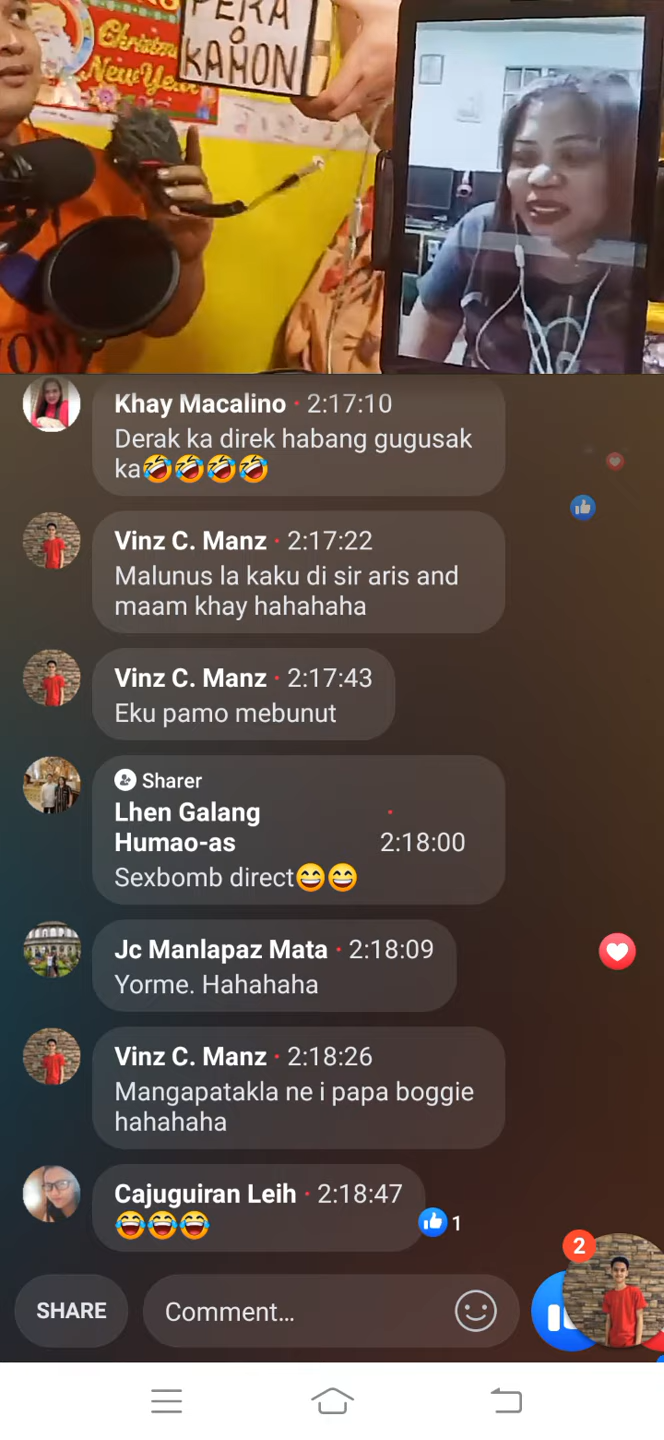 PERA
O
KAHON
Christmas
New Year
Khay Macalino · 2:17:10
Derak ka direk habang gugusak
ka🤣🤣🤣🤣
Vinz C. Manz · 2:17:22
Malunus la kaku di sir aris and
maam khay hahahaha
Vinz C. Manz · 2:17:43
Eku pamo mebunut
Sharer
Lhen Galang
Humao-as · 2:18:00
Sexbomb direct😄😄
Jc Manlapaz Mata · 2:18:09
Yorme. Hahahaha
Vinz C. Manz · 2:18:26
Mangapatakla ne i papa boggie
hahahaha
Cajuguiran Leih · 2:18:47
😂😂😂
1
2
SHARE
Comment...